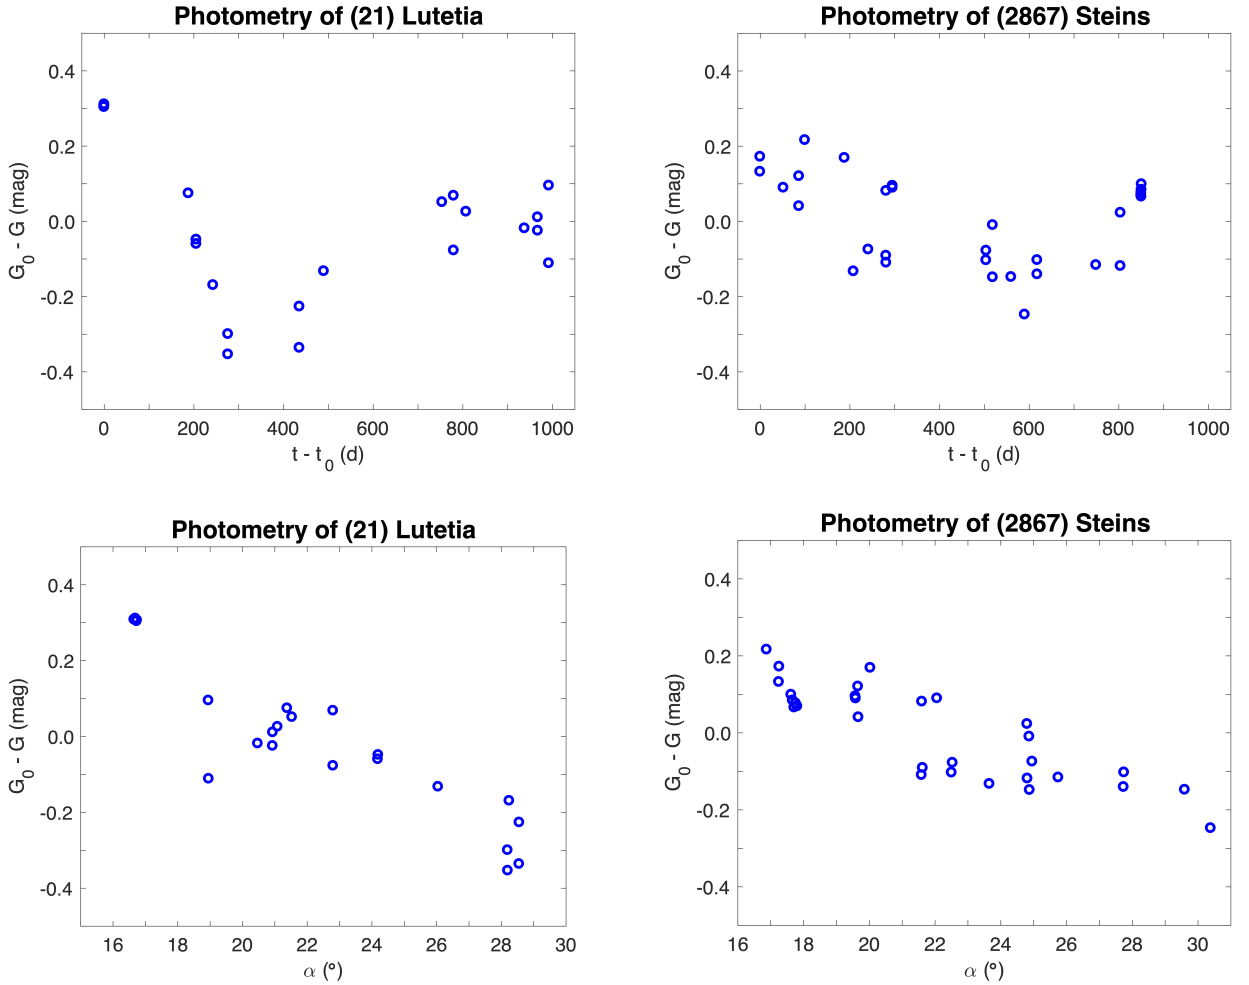 Photometry of (21) Lutetia
G0 - G (mag)
0.4
0.2
0.0
-0.2
-0.4
0 200 400 600 800 1000
t - t0 (d)
Photometry of (2867) Steins
G0 - G (mag)
0.4
0.2
0.0
-0.2
-0.4
0 200 400 600 800 1000
t - t0 (d)
Photometry of (21) Lutetia
G0 - G (mag)
0.4
0.2
0.0
-0.2
-0.4
16 18 20 22 24 26 28 30
α (°)
Photometry of (2867) Steins
G0 - G (mag)
0.4
0.2
0.0
-0.2
-0.4
16 18 20 22 24 26 28 30
α (°)